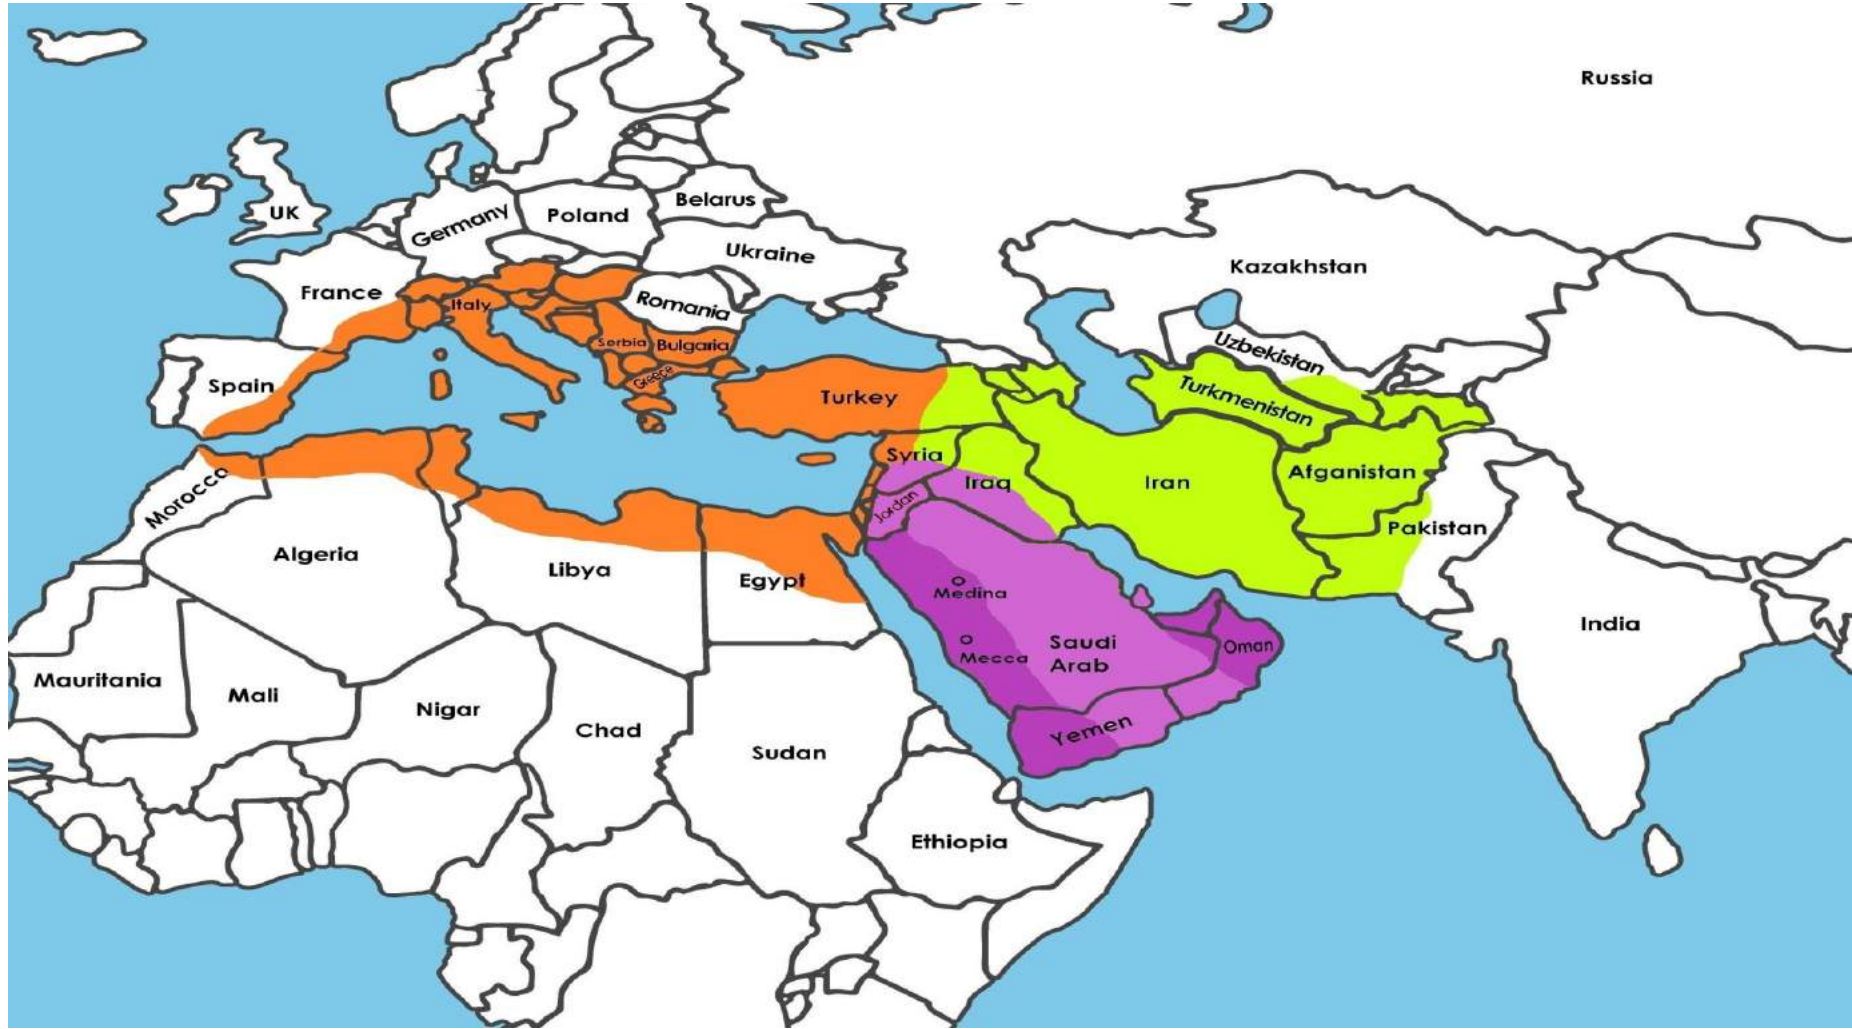 Russia
UK
Germany
Poland
Belarus
Ukraine
France
Italy
Romania
Kazakhstan
Serbia
Bulgaria
Uzbekistan
Spain
Greece
Turkey
Turkmenistan
Syria
Morocco
Iraq
Iran
Afganistan
Jordan
Pakistan
Algeria
Libya
Egypt
Medina
India
Mecca
Saudi
Arab
Oman
Mauritania
Mali
Nigar
Chad
Sudan
Yemen
Ethiopia